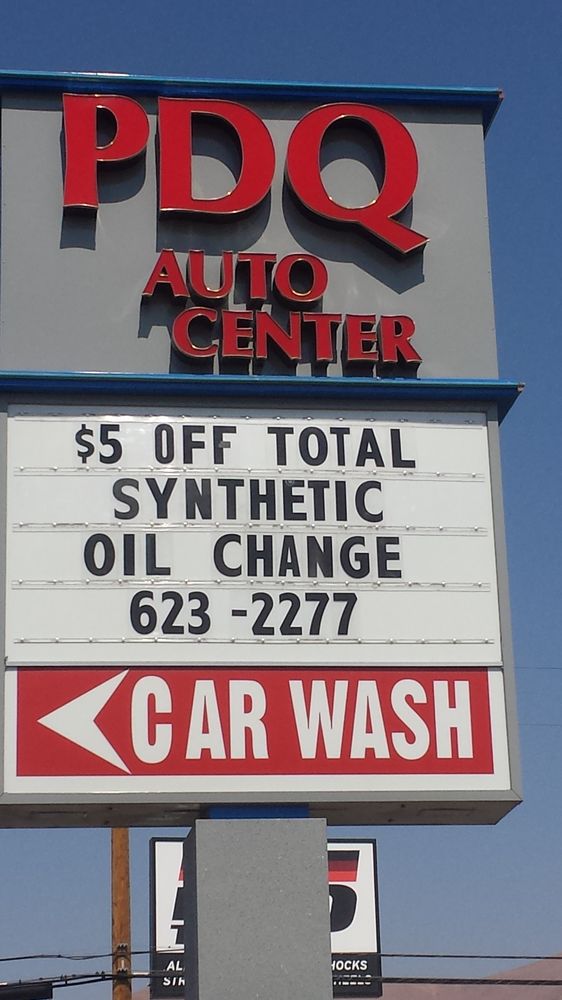 PDQ
AUTO
CENTER
$5 OFF TOTAL
SYNTHETIC
OIL CHANGE
623-2277
CAR WASH